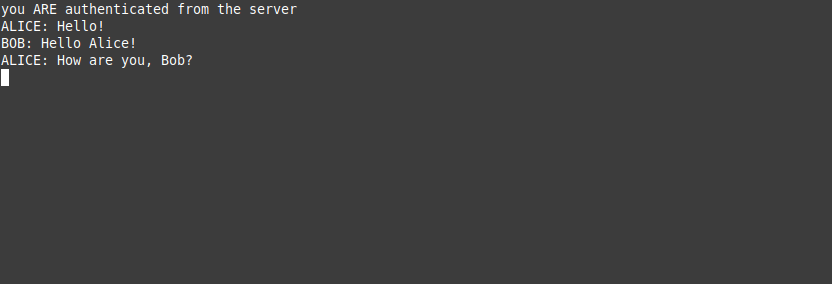 you ARE authenticated from the server
ALICE: Hello!
BOB: Hello Alice!
ALICE: How are you, Bob?